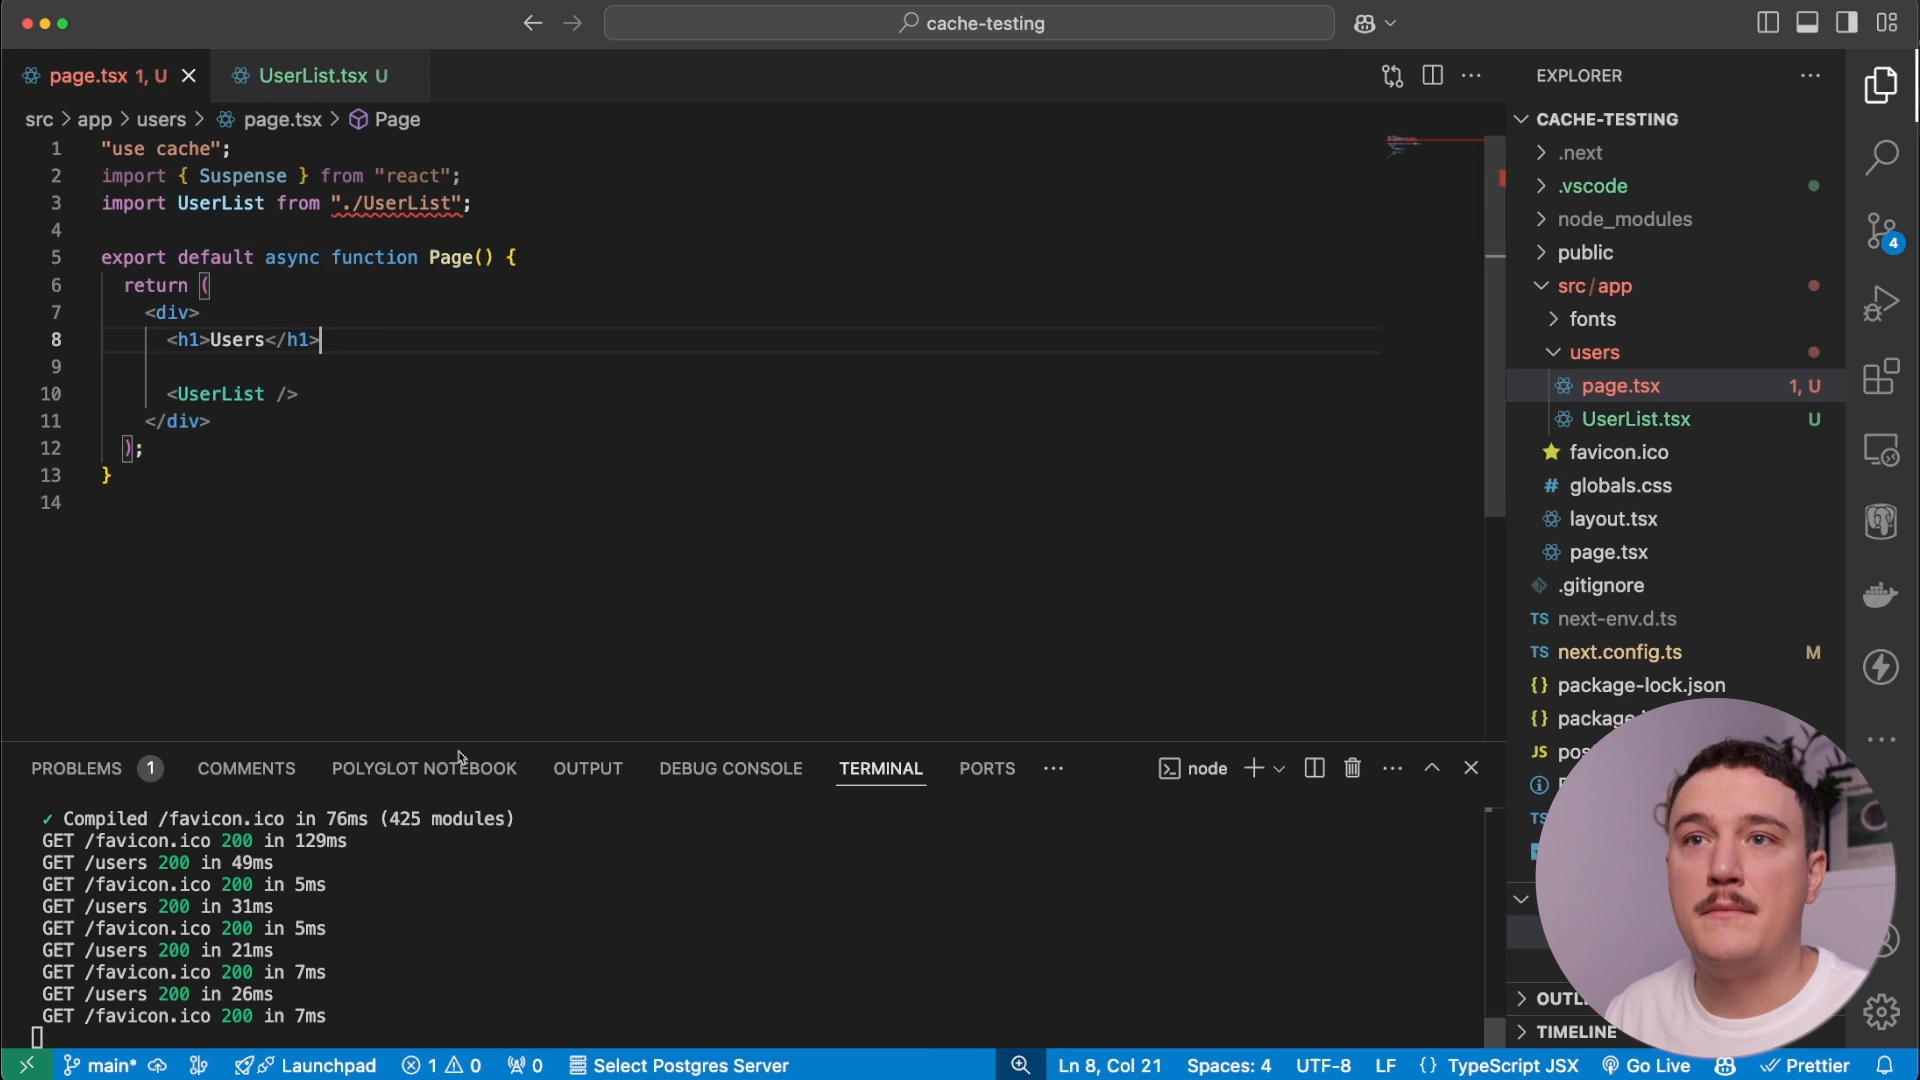 cache-testing
page.tsx 1, U
UserList.tsx U
EXPLORER
src > app > users > page.tsx > Page
CACHE-TESTING
1 "use cache";
2 import { Suspense } from "react";
3 import UserList from "./UserList";
4
5 export default async function Page() {
6 return (
7 <div>
8 <h1>Users</h1>
9
10 <UserList />
11 </div>
12 );
13 }
14
.next
.vscode
node_modules
public
src / app
fonts
users
page.tsx 1, U
UserList.tsx U
favicon.ico
# globals.css
layout.tsx
page.tsx
.gitignore
TS next-env.d.ts
TS next.config.ts M
{} package-lock.json
{} package
JS pos
TS
OUTL
TIMELINE
4
PROBLEMS 1 COMMENTS POLYGLOT NOTEBOOK OUTPUT DEBUG CONSOLE TERMINAL PORTS
node
✓ Compiled /favicon.ico in 76ms (425 modules)
GET /favicon.ico 200 in 129ms
GET /users 200 in 49ms
GET /favicon.ico 200 in 5ms
GET /users 200 in 31ms
GET /favicon.ico 200 in 5ms
GET /users 200 in 21ms
GET /favicon.ico 200 in 7ms
GET /users 200 in 26ms
GET /favicon.ico 200 in 7ms
main* Launchpad 1 0 0 Select Postgres Server Ln 8, Col 21 Spaces: 4 UTF-8 LF {} TypeScript JSX Go Live Prettier